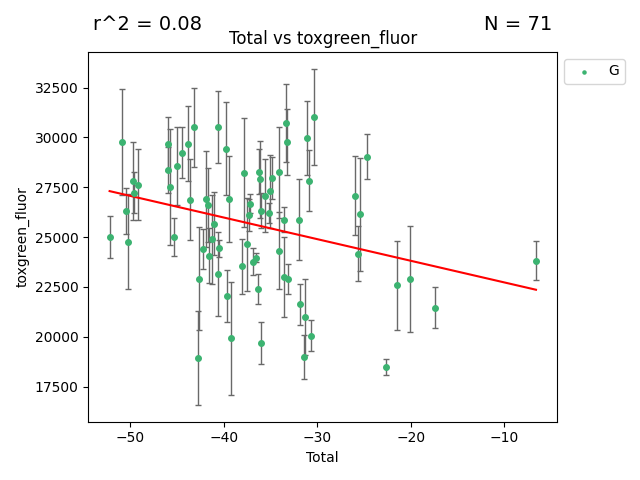 r^2 = 0.08
N = 71
Total vs toxgreen_fluor
G
toxgreen_fluor
32500
30000
27500
25000
22500
20000
17500
−50
−40
−30
−20
−10
Total